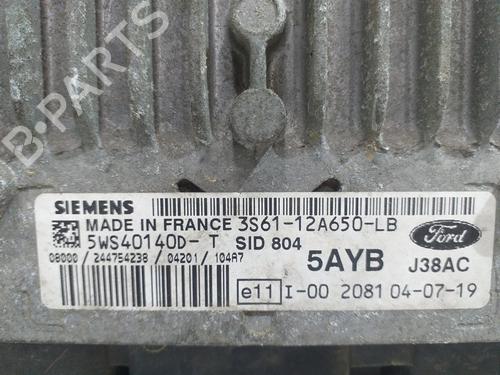 B-PARTS
SIEMENS
MADE IN FRANCE 3S61-12A650-LB
5WS40140D-T SID 804
08000 / 244754238 / 04201 / 104A7
Ford
5AYB J38AC
e11 I-00 2081 04-07-19